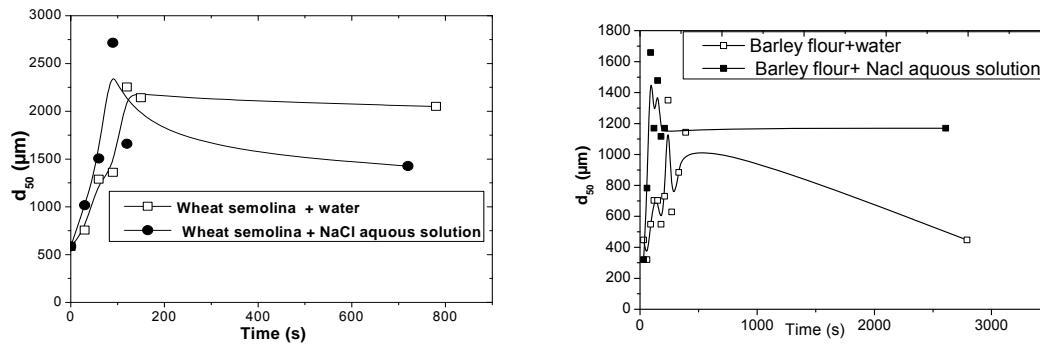 3000
2500
2000
1500
1000
500
0
d50 (µm)
Wheat semolina + water
Wheat semolina + NaCl aqueous solution
0 200 400 600 800
Time (s)
1800
1600
1400
1200
1000
800
600
400
200
0
d50 (µm)
Barley flour+water
Barley flour+ Nacl aquous solution
0 1000 2000 3000
Time (s)